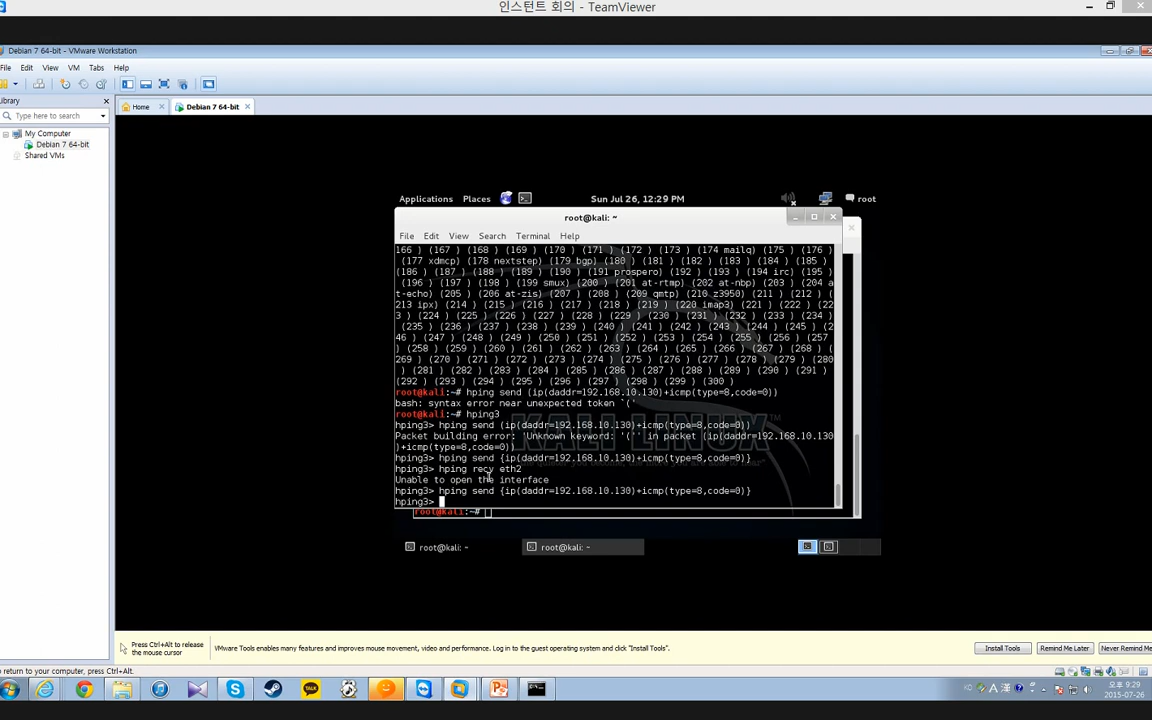 인스턴트 회의 - TeamViewer
Debian 7 64-bit - VMware Workstation
File Edit View VM Tabs Help
Library
Type here to search
My Computer
Debian 7 64-bit
Shared VMs
Home
Debian 7 64-bit
Applications Places Sun Jul 26, 12:29 PM root
root@kali: ~
File Edit View Search Terminal Help
166 ) (167 ) (168 ) (169 ) (170 ) (171 ) (172 ) (173 ) (174 mailq) (175 ) (176 )
(177 xdmcp) (178 nextstep) (179 bgp) (180 ) (181 ) (182 ) (183 ) (184 ) (185 )
(186 ) (187 ) (188 ) (189 ) (190 ) (191 prospero) (192 ) (193 ) (194 irc) (195 )
(196 ) (197 ) (198 ) (199 smux) (200 ) (201 at-rtmp) (202 at-nbp) (203 ) (204 a
t-echo) (205 ) (206 at-zis) (207 ) (208 ) (209 qmtp) (210 z3950) (211 ) (212 ) (
213 ipx) (214 ) (215 ) (216 ) (217 ) (218 ) (219 ) (220 imap3) (221 ) (222 ) (22
3 ) (224 ) (225 ) (226 ) (227 ) (228 ) (229 ) (230 ) (231 ) (232 ) (233 ) (234 )
(235 ) (236 ) (237 ) (238 ) (239 ) (240 ) (241 ) (242 ) (243 ) (244 ) (245 ) (2
46 ) (247 ) (248 ) (249 ) (250 ) (251 ) (252 ) (253 ) (254 ) (255 ) (256 ) (257
) (258 ) (259 ) (260 ) (261 ) (262 ) (263 ) (264 ) (265 ) (266 ) (267 ) (268 ) (
269 ) (270 ) (271 ) (272 ) (273 ) (274 ) (275 ) (276 ) (277 ) (278 ) (279 ) (280
) (281 ) (282 ) (283 ) (284 ) (285 ) (286 ) (287 ) (288 ) (289 ) (290 ) (291 )
(292 ) (293 ) (294 ) (295 ) (296 ) (297 ) (298 ) (299 ) (300 )
root@kali:~# hping send (ip(daddr=192.168.10.130)+icmp(type=8,code=0))
bash: syntax error near unexpected token `('
root@kali:~# hping3
hping3> hping send (ip(daddr=192.168.10.130)+icmp(type=8,code=0))
Packet building error: 'Unknown keyword: '('' in packet (ip(daddr=192.168.10.130
)+icmp(type=8,code=0))
hping3> hping send {ip(daddr=192.168.10.130)+icmp(type=8,code=0)}
hping3> hping recv eth2
Unable to open the interface
hping3> hping send {ip(daddr=192.168.10.130)+icmp(type=8,code=0)}
hping3>
root@kali:~#
root@kali: ~ root@kali: ~
Press Ctrl+Alt to release
the mouse cursor
VMware Tools enables many features and improves mouse movement, video and performance. Log in to the guest operating system and click "Install Tools".
Install Tools Remind Me Later Never Remind Me
o return to your computer, press Ctrl+Alt.
TALK
A 漢
오후 9:29
2015-07-26